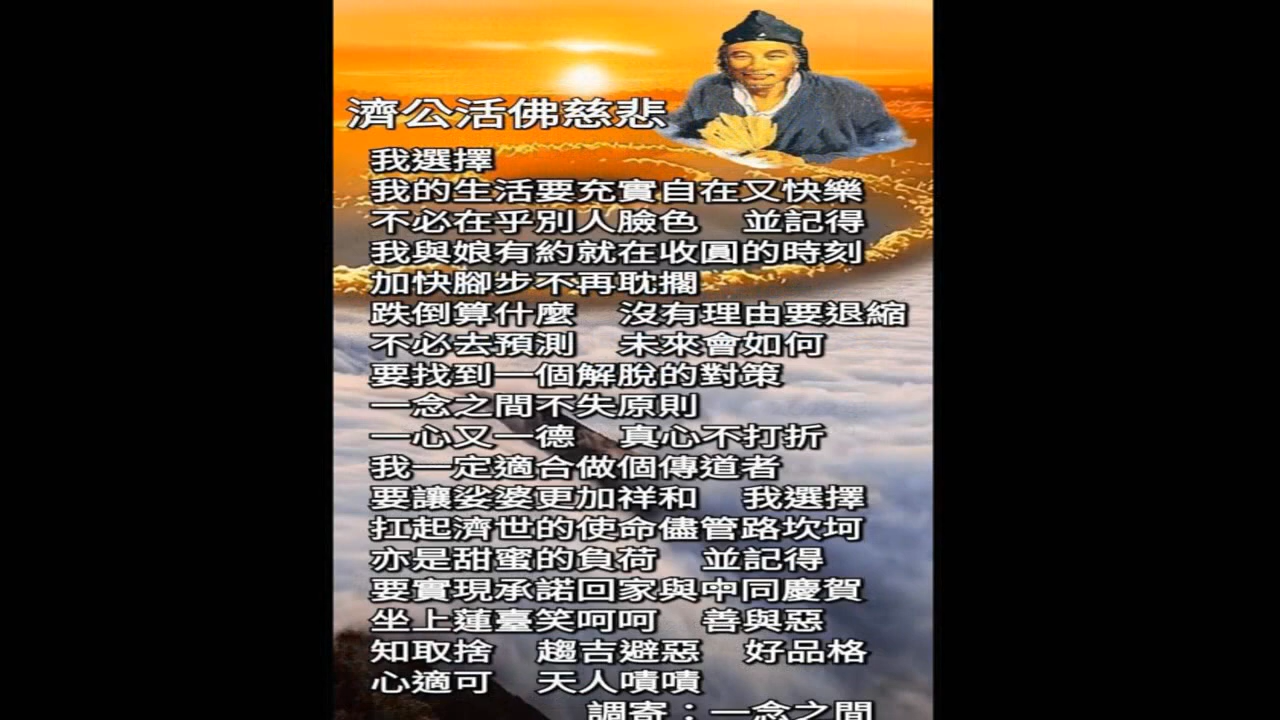 濟公活佛慈悲
我選擇
我的生活要充實自在又快樂
不必在乎別人臉色　並記得
我與娘有約就在收圓的時刻
加快腳步不再耽擱
跌倒算什麼　沒有理由要退縮
不必去預測　未來會如何
要找到一個解脫的對策
一念之間不失原則
一心又一德　真心不打折
我一定適合做個傳道者
要讓娑婆更加祥和　我選擇
扛起濟世的使命儘管路坎坷
亦是甜蜜的負荷　並記得
要實現承諾回家與中同慶賀
坐上蓮臺笑呵呵　善與惡
知取捨　趨吉避惡　好品格
心適可　天人嘖嘖
調寄：一念之間